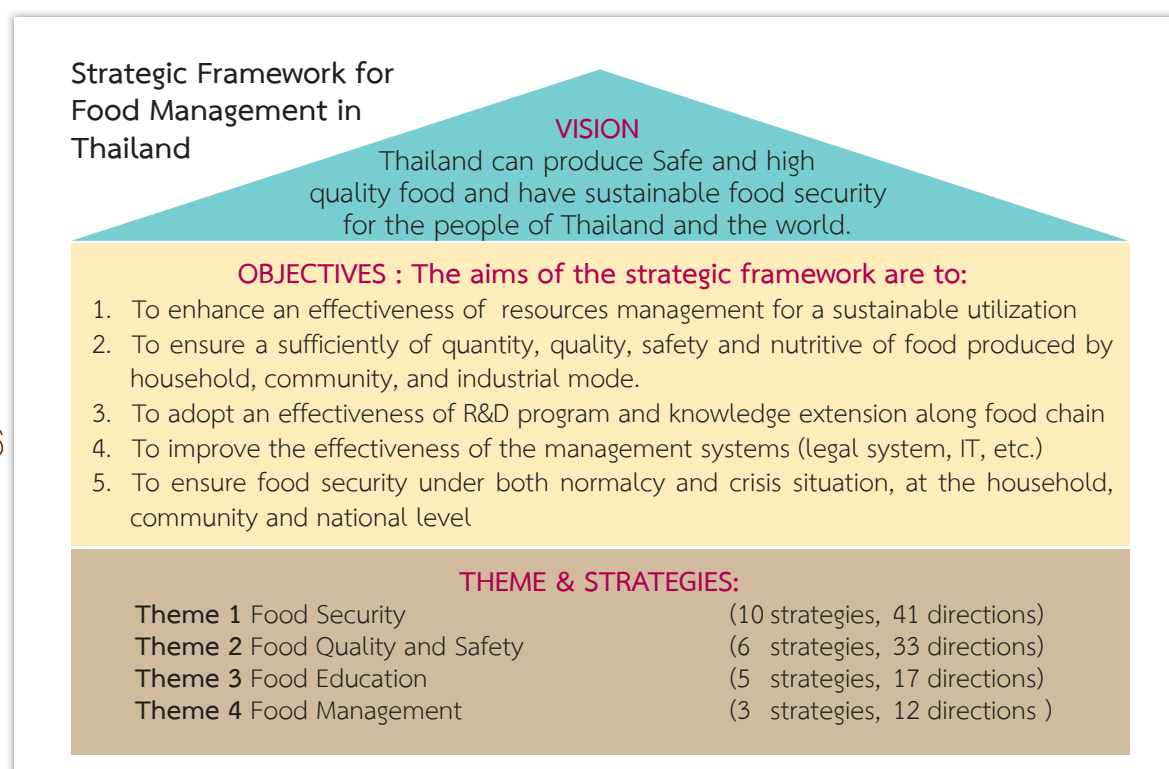 Strategic Framework for
Food Management in
Thailand
VISION
Thailand can produce Safe and high
quality food and have sustainable food security
for the people of Thailand and the world.
OBJECTIVES : The aims of the strategic framework are to:
1. To enhance an effectiveness of resources management for a sustainable utilization
2. To ensure a sufficiently of quantity, quality, safety and nutritive of food produced by
household, community, and industrial mode.
3. To adopt an effectiveness of R&D program and knowledge extension along food chain
4. To improve the effectiveness of the management systems (legal system, IT, etc.)
5. To ensure food security under both normalcy and crisis situation, at the household,
community and national level
THEME & STRATEGIES:
Theme 1 Food Security (10 strategies, 41 directions)
Theme 2 Food Quality and Safety (6 strategies, 33 directions)
Theme 3 Food Education (5 strategies, 17 directions)
Theme 4 Food Management (3 strategies, 12 directions )